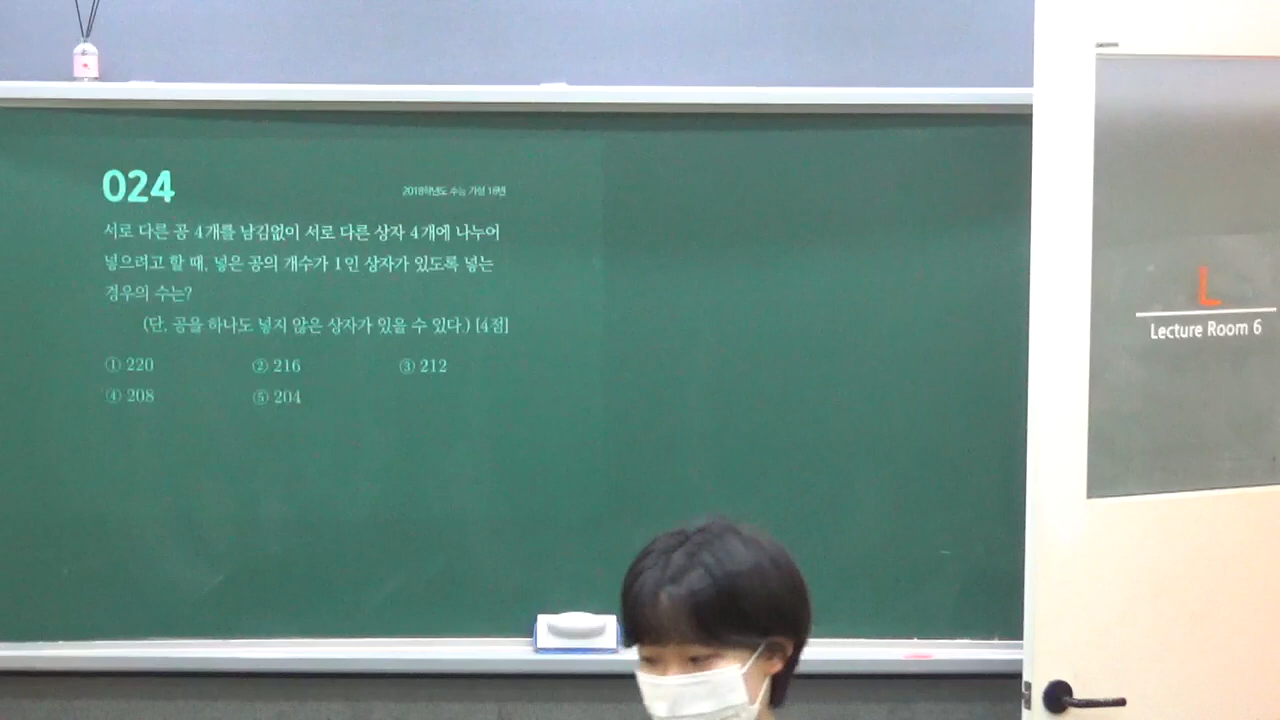 024
2018학년도 수능 가형 18번
서로 다른 공 4개를 남김없이 서로 다른 상자 4개에 나누어
넣으려고 할 때, 넣은 공의 개수가 1인 상자가 있도록 넣는
경우의 수는?
(단, 공을 하나도 넣지 않은 상자가 있을 수 있다.) [4점]
① 220 ② 216 ③ 212
④ 208 ⑤ 204
L
Lecture Room 6